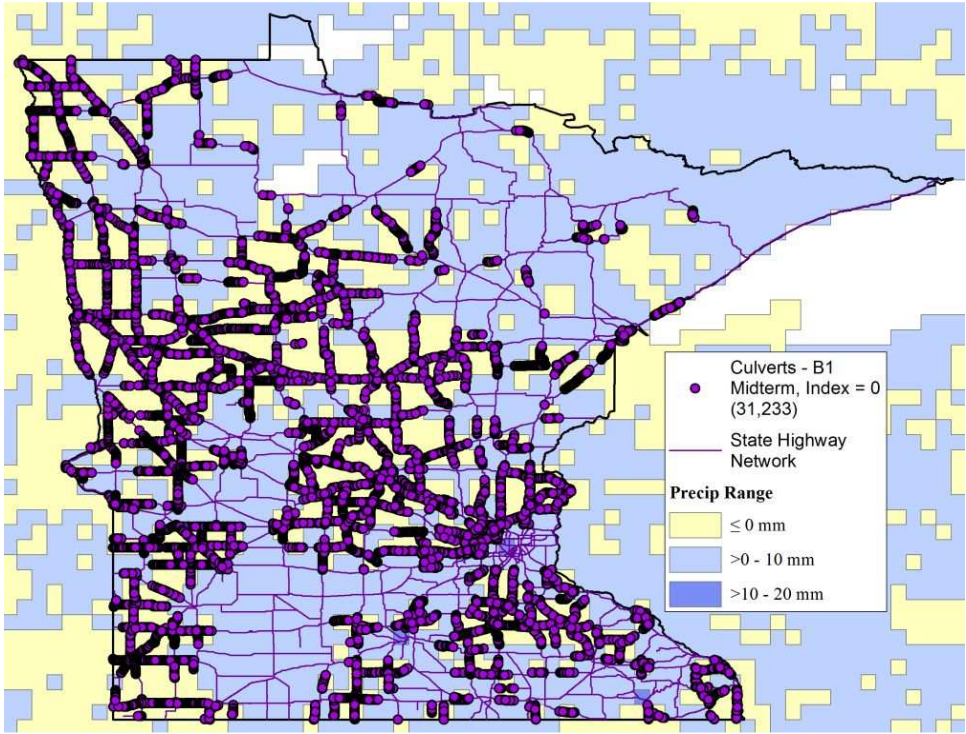 Culverts - B1
Midterm, Index = 0
(31,233)
State Highway
Network
Precip Range
≤ 0 mm
>0 - 10 mm
>10 - 20 mm